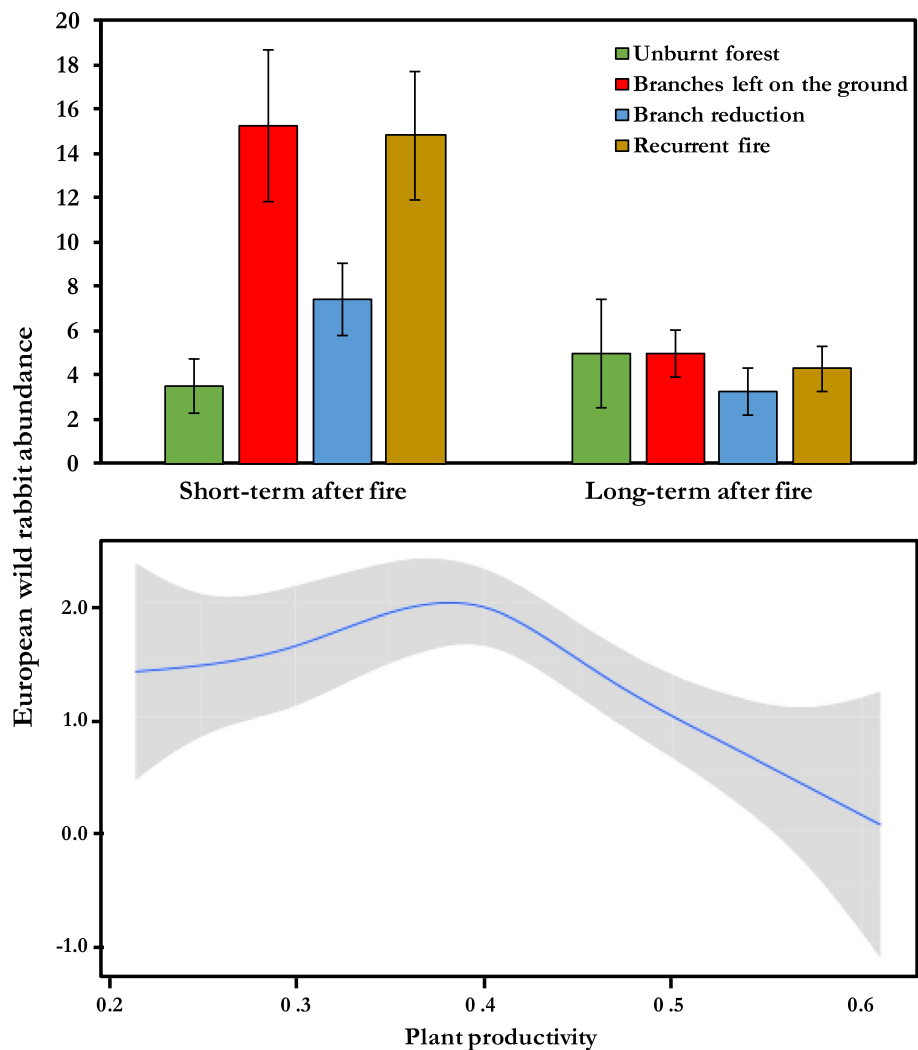 European wild rabbit abundance
20
18
16
14
12
10
8
6
4
2
0
Unburnt forest
Branches left on the ground
Branch reduction
Recurrent fire
Short-term after fire
Long-term after fire
2.0
1.0
0.0
-1.0
0.2
0.3
0.4
0.5
0.6
Plant productivity